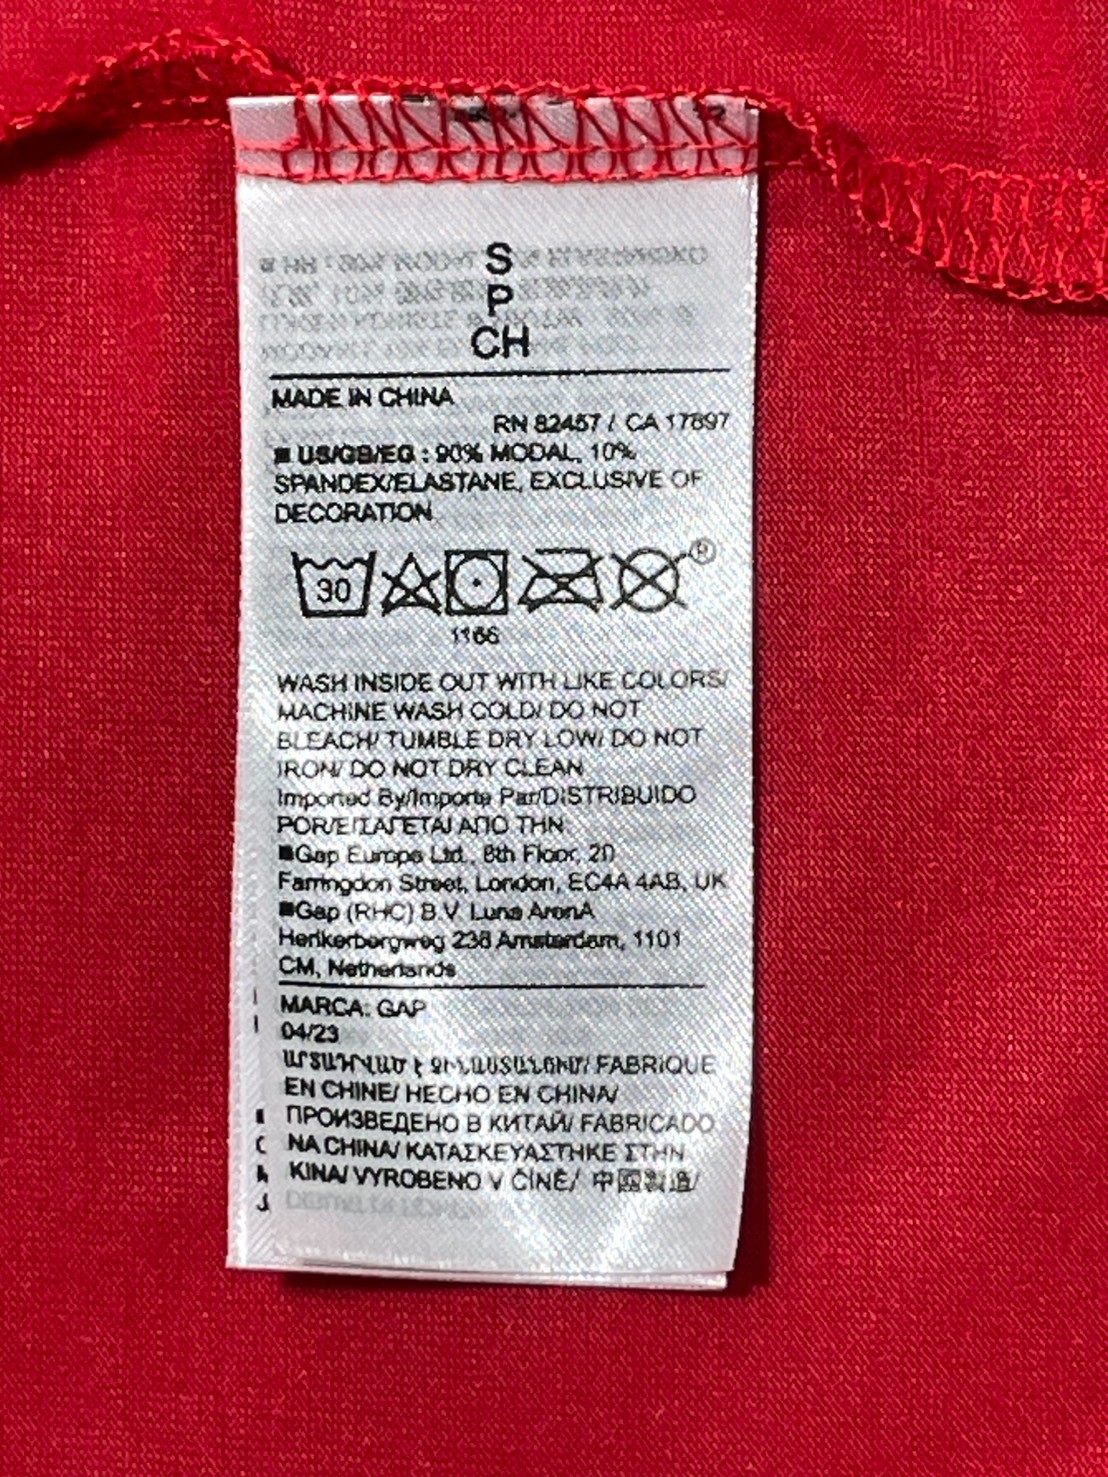 S
P
CH
MADE IN CHINA
RN 82457 / CA 17897
■ US/GB/EG : 90% MODAL, 10%
SPANDEX/ELASTANE, EXCLUSIVE OF
DECORATION
30
1166
WASH INSIDE OUT WITH LIKE COLORS/
MACHINE WASH COLD/ DO NOT
BLEACH/ TUMBLE DRY LOW/ DO NOT
IRON/ DO NOT DRY CLEAN
Imported By/Importe Par/DISTRIBUIDO
POR/ΕΙΣΑΓΕΤΑΙ ΑΠΟ ΤΗΝ:
■Gap Europe Ltd., 8th Floor, 20
Farringdon Street, London, EC4A 4AB, UK
■Gap (RHC) B.V. Luna ArenA
Herikerbergweg 238 Amsterdam, 1101
CM, Netherlands
MARCA: GAP
04/23
ԱՐՏԱԴՐՎԱԾ Է ՉԻՆԱՍՏԱՆՈՒՄ/ FABRIQUE
EN CHINE/ HECHO EN CHINA/
ПРОИЗВЕДЕНО В КИТАЙ/ FABRICADO
NA CHINA/ ΚΑΤΑΣΚΕΥΑΣΤΗΚΕ ΣΤΗΝ
ΚΙΝΑ/ VYROBENO V ČÍNĚ/ 中國製造/